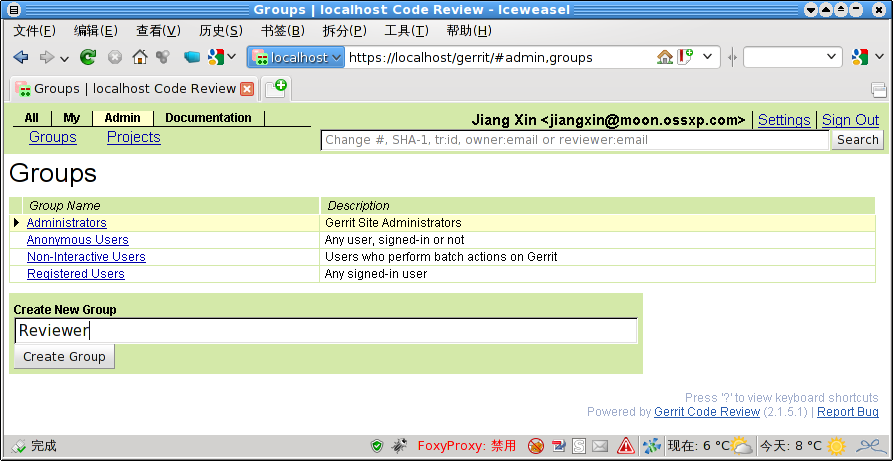 Groups | localhost Code Review - Iceweasel
文件(F) 编辑(E) 查看(V) 历史(S) 书签(B) 拆分(P) 工具(T) 帮助(H)
localhost https://localhost/gerrit/#admin,groups
Groups | localhost Code Review
All My Admin Documentation
Jiang Xin <jiangxin@moon.ossxp.com> Settings Sign Out
Groups Projects
Change #, SHA-1, tr:id, owner:email or reviewer:email Search
Groups
Group Name Description
Administrators Gerrit Site Administrators
Anonymous Users Any user, signed-in or not
Non-Interactive Users Users who perform batch actions on Gerrit
Registered Users Any signed-in user
Create New Group
Reviewer
Create Group
Press '?' to view keyboard shortcuts
Powered by Gerrit Code Review (2.1.5.1) | Report Bug
完成 FoxyProxy: 禁用 现在: 6 °C 今天: 8 °C